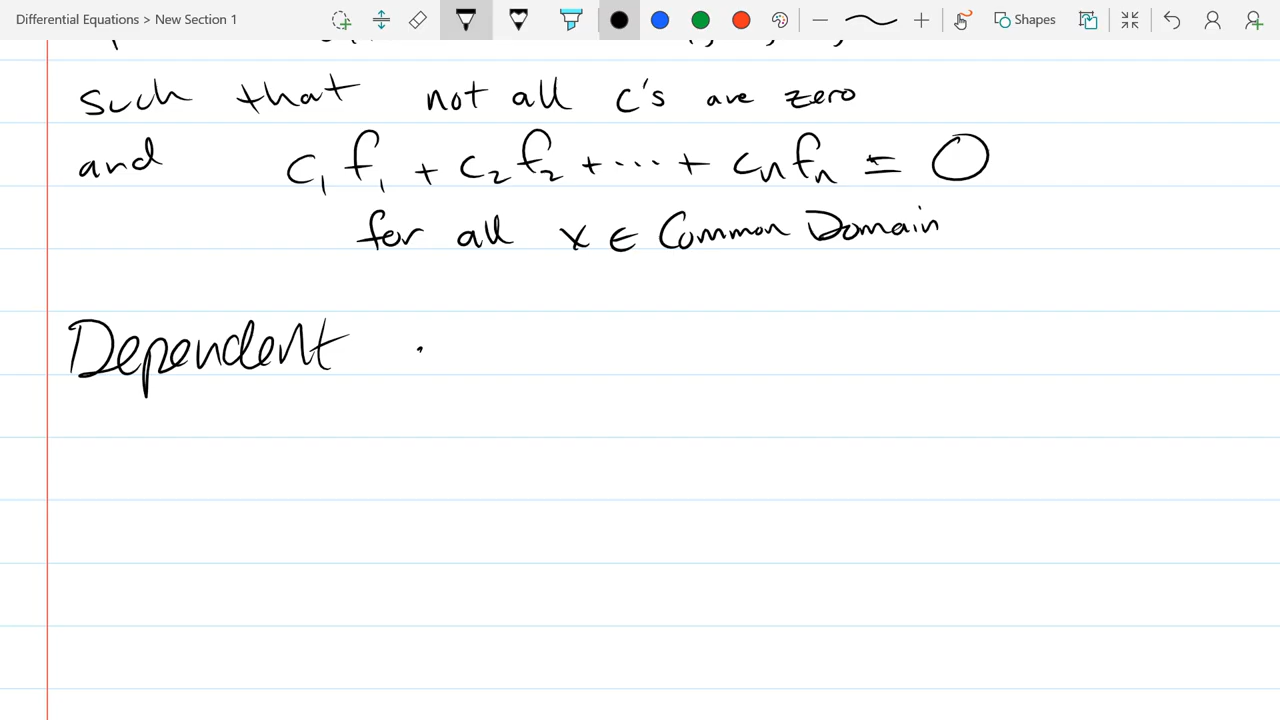 Differential Equations > New Section 1
Shapes
such that not all c's are zero
and c₁f₁ + c₂f₂ + ... + cₙfₙ = 0
for all x ∈ Common Domain
Dependent